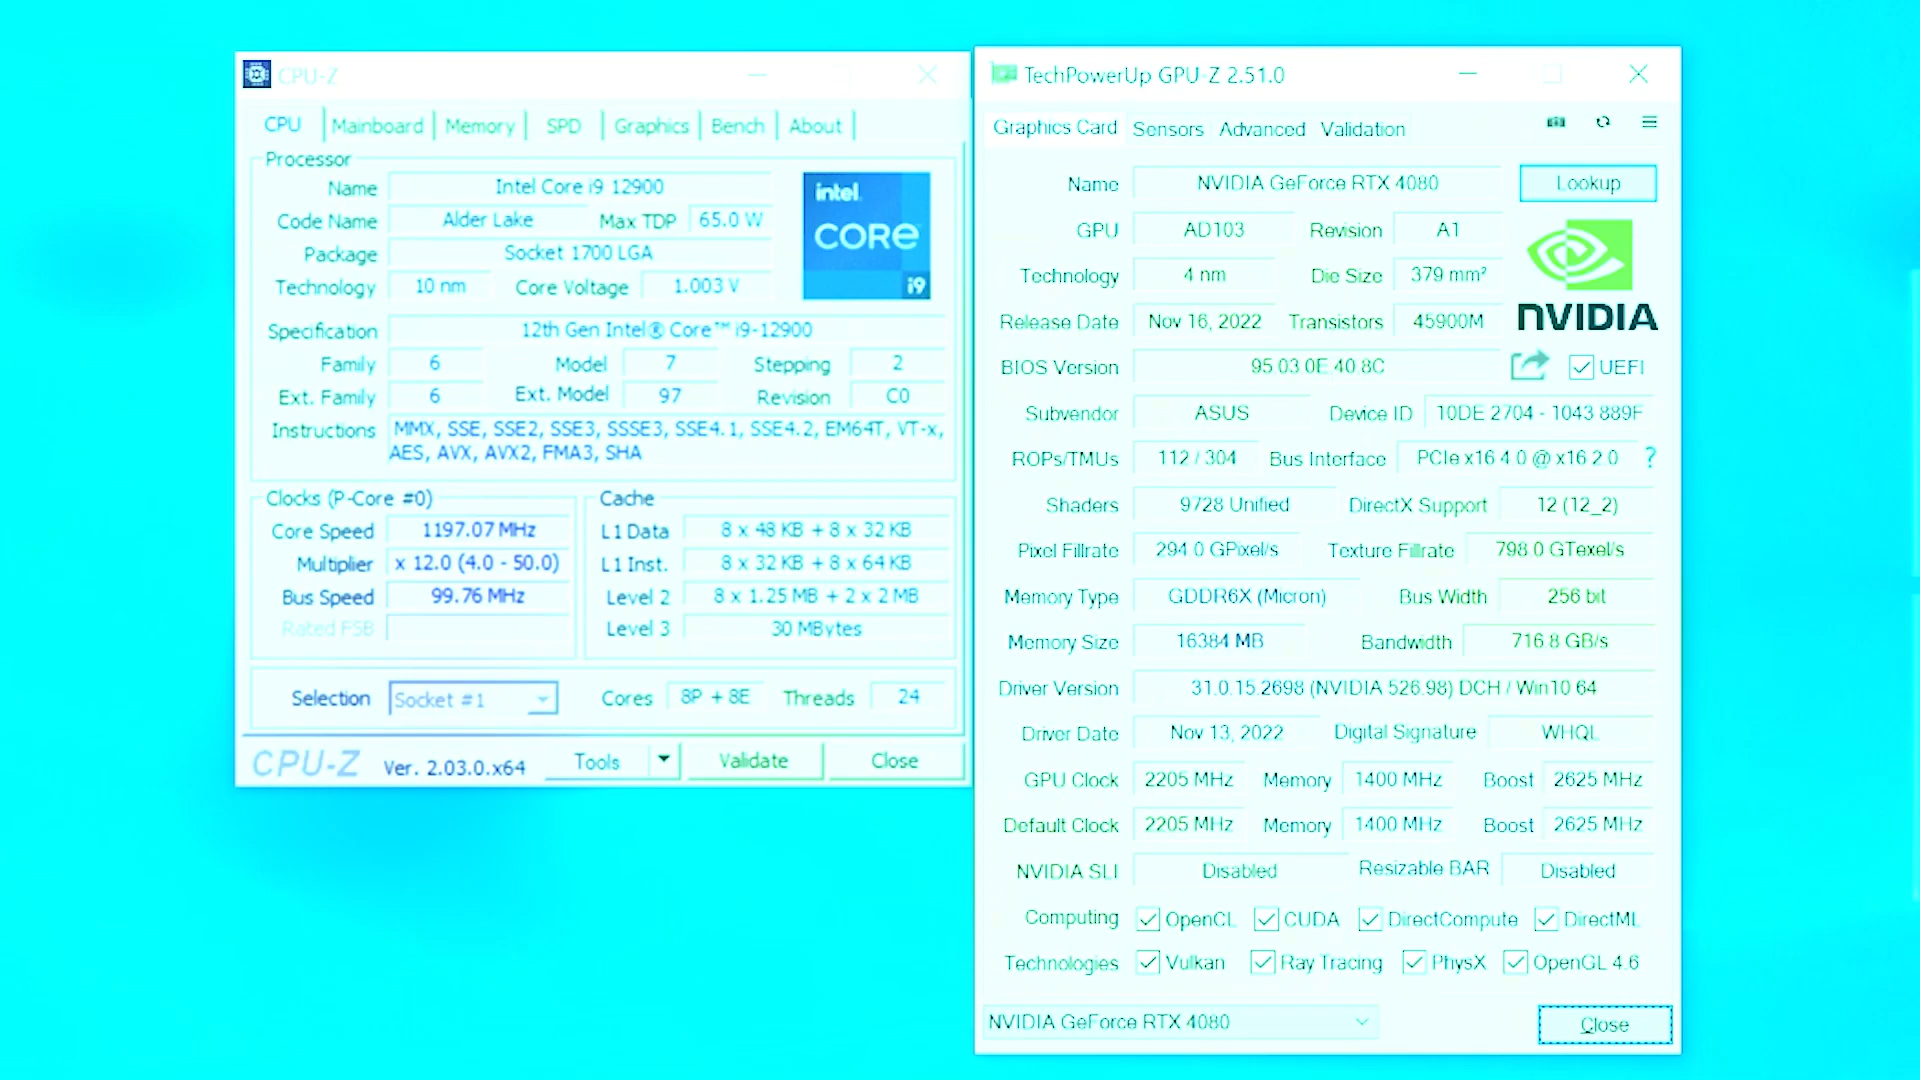 CPU-Z
CPU Mainboard Memory SPD Graphics Bench About
Processor
Name Intel Core i9 12900
Code Name Alder Lake Max TDP 65.0 W
Package Socket 1700 LGA
Technology 10 nm Core Voltage 1.003 V
intel.
CORE
i9
Specification 12th Gen Intel® Core™ i9-12900
Family 6 Model 7 Stepping 2
Ext. Family 6 Ext. Model 97 Revision C0
Instructions MMX, SSE, SSE2, SSE3, SSSE3, SSE4.1, SSE4.2, EM64T, VT-x,
AES, AVX, AVX2, FMA3, SHA
Clocks (P-Core #0)
Core Speed 1197.07 MHz
Multiplier x 12.0 (4.0 - 50.0)
Bus Speed 99.76 MHz
Rated FSB
Cache
L1 Data 8 x 48 KB + 8 x 32 KB
L1 Inst. 8 x 32 KB + 8 x 64 KB
Level 2 8 x 1.25 MB + 2 x 2 MB
Level 3 30 MBytes
Selection Socket #1 Cores 8P + 8E Threads 24
CPU-Z Ver. 2.03.0.x64 Tools Validate Close
TechPowerUp GPU-Z 2.51.0
Graphics Card Sensors Advanced Validation
Name NVIDIA GeForce RTX 4080 Lookup
GPU AD103 Revision A1
Technology 4 nm Die Size 379 mm²
Release Date Nov 16, 2022 Transistors 45900M
NVIDIA
BIOS Version 95.03.0E.40.8C UEFI
Subvendor ASUS Device ID 10DE 2704 - 1043 889F
ROPs/TMUs 112 / 304 Bus Interface PCIe x16 4.0 @ x16 2.0 ?
Shaders 9728 Unified DirectX Support 12 (12_2)
Pixel Fillrate 294.0 GPixel/s Texture Fillrate 798.0 GTexel/s
Memory Type GDDR6X (Micron) Bus Width 256 bit
Memory Size 16384 MB Bandwidth 716.8 GB/s
Driver Version 31.0.15.2698 (NVIDIA 526.98) DCH / Win10 64
Driver Date Nov 13, 2022 Digital Signature WHQL
GPU Clock 2205 MHz Memory 1400 MHz Boost 2625 MHz
Default Clock 2205 MHz Memory 1400 MHz Boost 2625 MHz
NVIDIA SLI Disabled Resizable BAR Disabled
Computing OpenCL CUDA DirectCompute DirectML
Technologies Vulkan Ray Tracing PhysX OpenGL 4.6
NVIDIA GeForce RTX 4080 Close